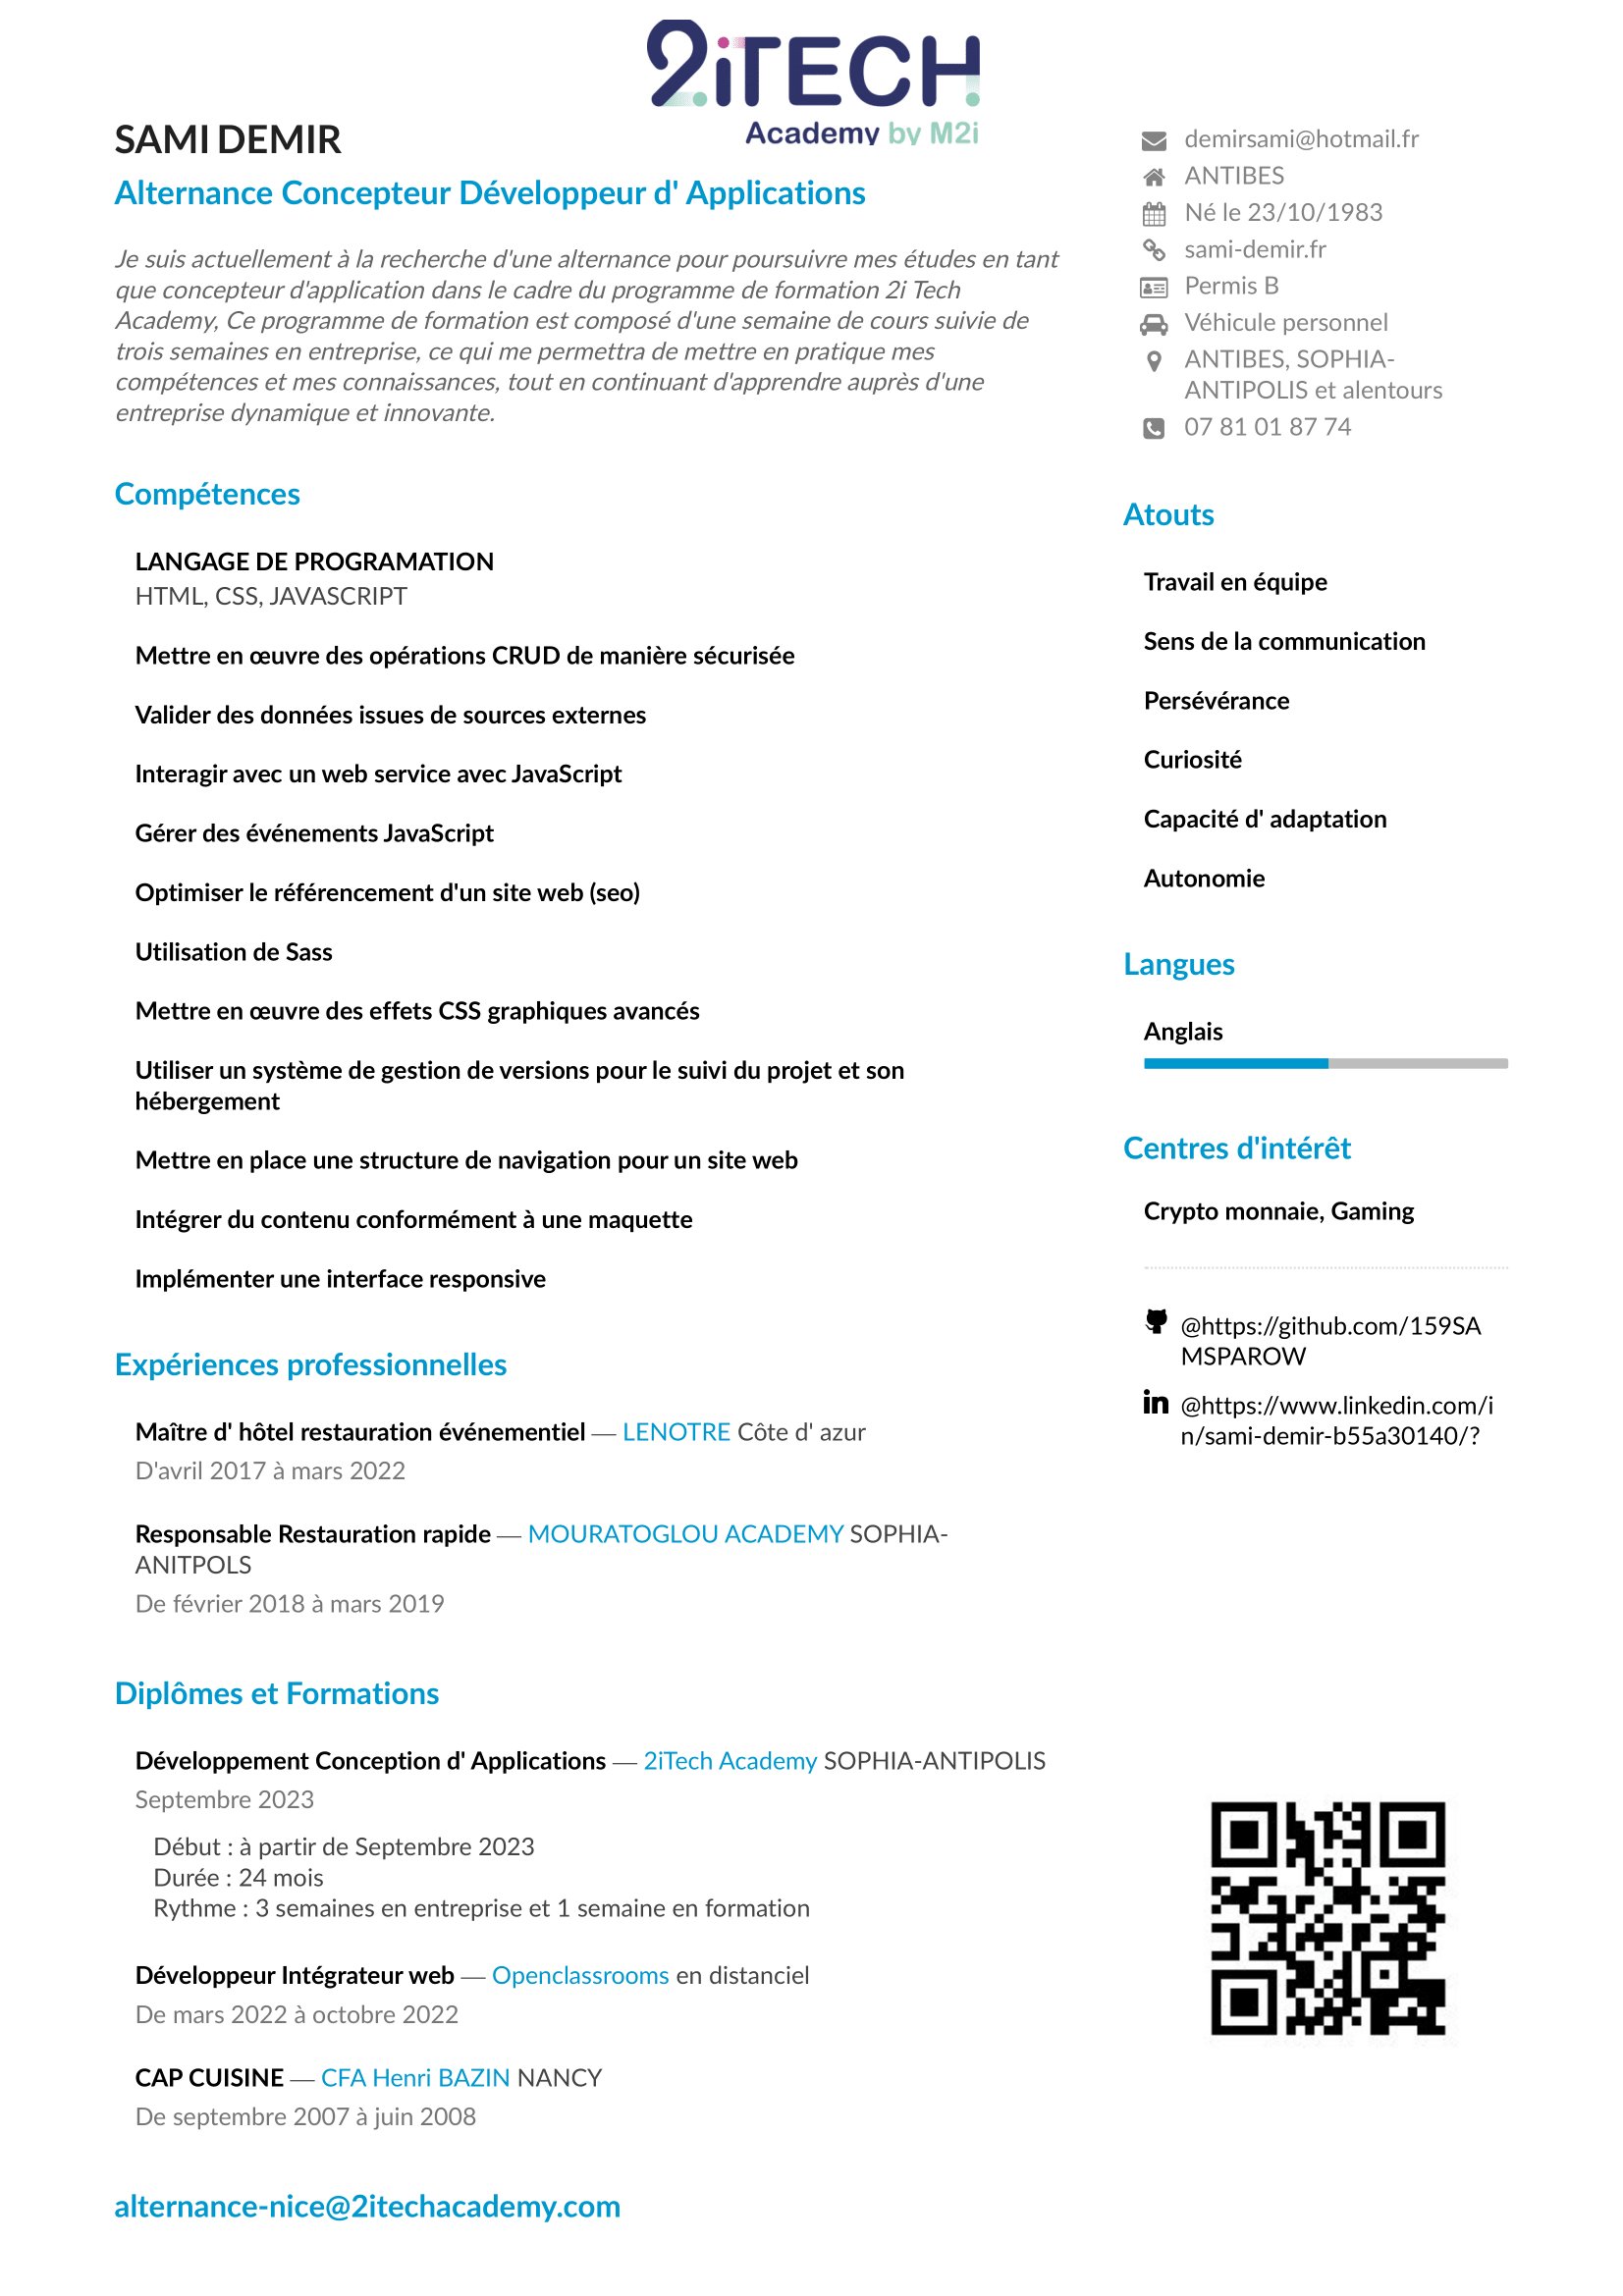 2iTECH
Academy by M2i
SAMI DEMIR
Alternance Concepteur Développeur d' Applications
Je suis actuellement à la recherche d'une alternance pour poursuivre mes études en tant
que concepteur d'application dans le cadre du programme de formation 2i Tech
Academy, Ce programme de formation est composé d'une semaine de cours suivie de
trois semaines en entreprise, ce qui me permettra de mettre en pratique mes
compétences et mes connaissances, tout en continuant d'apprendre auprès d'une
entreprise dynamique et innovante.
Compétences
LANGAGE DE PROGRAMATION
HTML, CSS, JAVASCRIPT
Mettre en œuvre des opérations CRUD de manière sécurisée
Valider des données issues de sources externes
Interagir avec un web service avec JavaScript
Gérer des événements JavaScript
Optimiser le référencement d'un site web (seo)
Utilisation de Sass
Mettre en œuvre des effets CSS graphiques avancés
Utiliser un système de gestion de versions pour le suivi du projet et son
hébergement
Mettre en place une structure de navigation pour un site web
Intégrer du contenu conformément à une maquette
Implémenter une interface responsive
Expériences professionnelles
Maître d' hôtel restauration événementiel — LENOTRE Côte d' azur
D'avril 2017 à mars 2022
Responsable Restauration rapide — MOURATOGLOU ACADEMY SOPHIA-
ANITPOLS
De février 2018 à mars 2019
Diplômes et Formations
Développement Conception d' Applications — 2iTech Academy SOPHIA-ANTIPOLIS
Septembre 2023
Début : à partir de Septembre 2023
Durée : 24 mois
Rythme : 3 semaines en entreprise et 1 semaine en formation
Développeur Intégrateur web — Openclassrooms en distanciel
De mars 2022 à octobre 2022
CAP CUISINE — CFA Henri BAZIN NANCY
De septembre 2007 à juin 2008
alternance-nice@2itechacademy.com
demirsami@hotmail.fr
ANTIBES
Né le 23/10/1983
sami-demir.fr
Permis B
Véhicule personnel
ANTIBES, SOPHIA-
ANTIPOLIS et alentours
07 81 01 87 74
Atouts
Travail en équipe
Sens de la communication
Persévérance
Curiosité
Capacité d' adaptation
Autonomie
Langues
Anglais
Centres d'intérêt
Crypto monnaie, Gaming
@https://github.com/159SA
MSPAROW
@https://www.linkedin.com/i
n/sami-demir-b55a30140/?